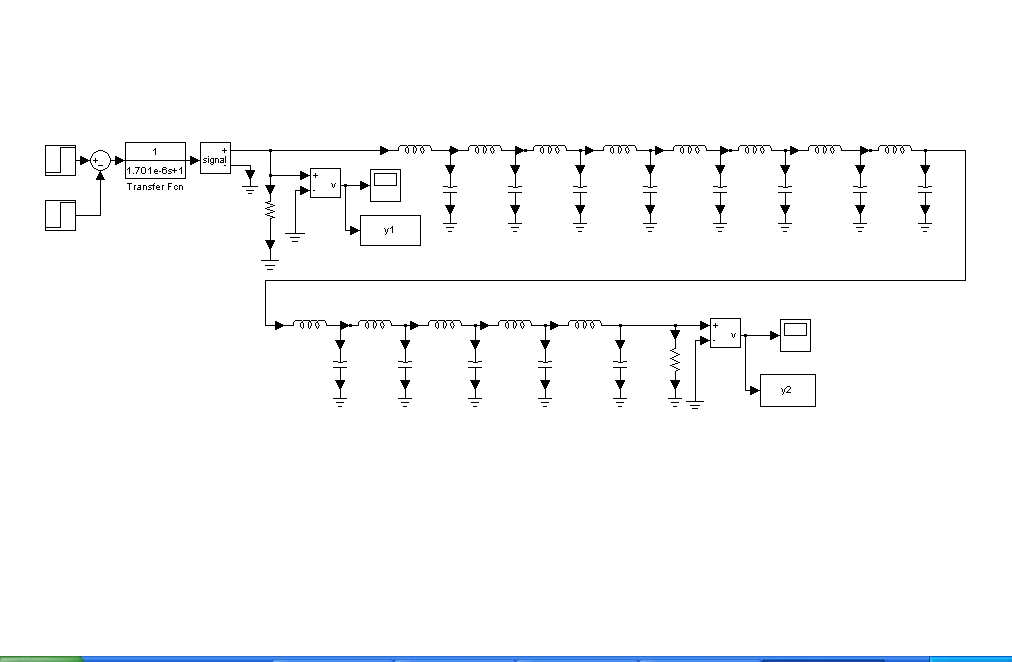 1
1.701e-6s+1
Transfer Fcn
signal
+
-
+
-
v
y1
+
-
v
y2